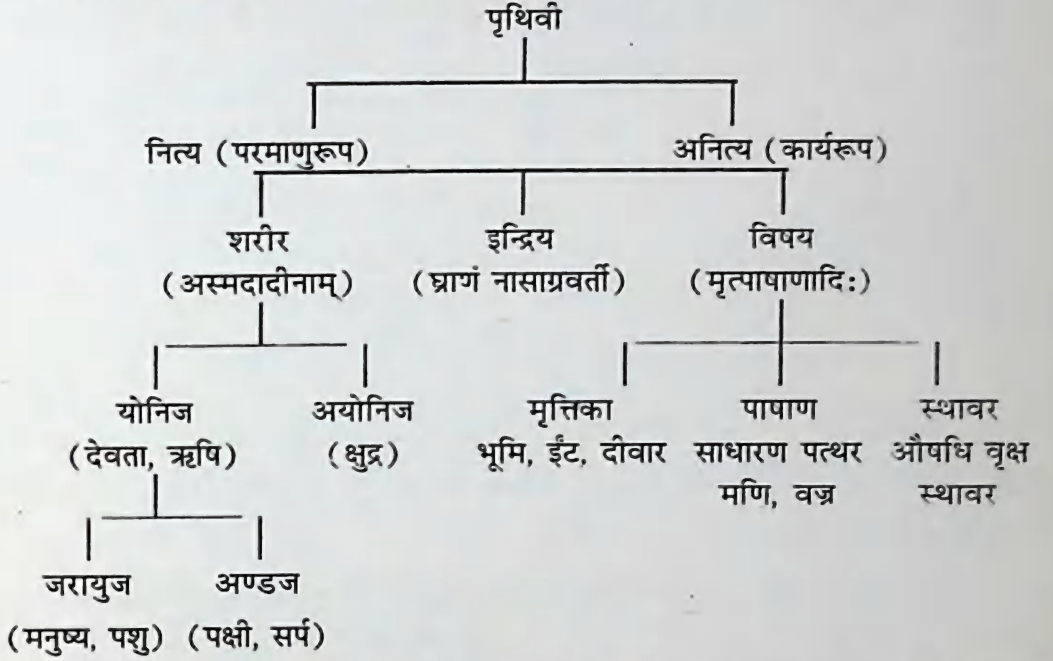 पृथिवी
नित्य (परमाणुरूप) अनित्य (कार्यरूप)
शरीर इन्द्रिय विषय
(अस्मदादीनाम्) (घ्राणं नासाग्रवर्ती) (मृत्पाषाणादिः)
योनिज अयोनिज मृत्तिका पाषाण स्थावर
(देवता, ऋषि) (क्षुद्र) भूमि, ईंट, दीवार साधारण पत्थर औषधि वृक्ष
मणि, वज्र स्थावर
जरायुज अण्डज
(मनुष्य, पशु) (पक्षी, सर्प)